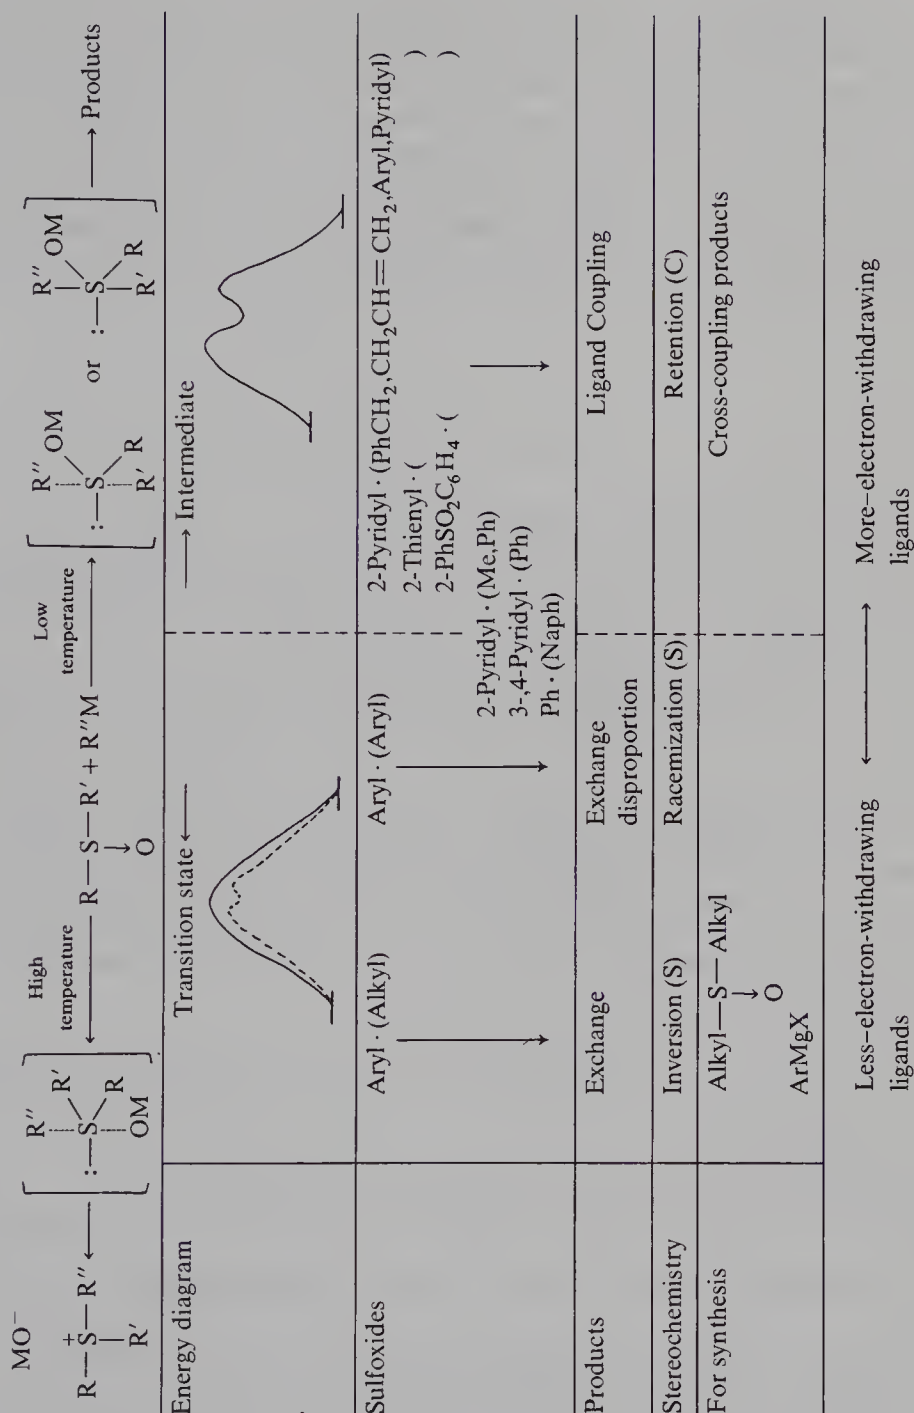 MO⁻
R—S⁺—R″
R′
R″
R′
:—S
R
OM
High
temperature
R—S—R′ + R″M
O
Low
temperature
R″ OM
:—S
R′ R
or
R″ OM
:—S
R′ R
Products
Energy diagram
Transition state ←
→ Intermediate
Sulfoxides
Aryl · (Alkyl)
Aryl · (Aryl)
2-Pyridyl · (PhCH₂,CH₂CH=CH₂,Aryl,Pyridyl)
2-Thienyl · ( )
2-PhSO₂C₆H₄ · ( )
2-Pyridyl · (Me,Ph)
3-,4-Pyridyl · (Ph)
Ph · (Naph)
Products
Exchange
Exchange
disproportion
Ligand Coupling
Stereochemistry
Inversion (S)
Racemization (S)
Retention (C)
For synthesis
Alkyl—S—Alkyl
O
ArMgX
Cross-coupling products
Less-electron-withdrawing
ligands
More-electron-withdrawing
ligands